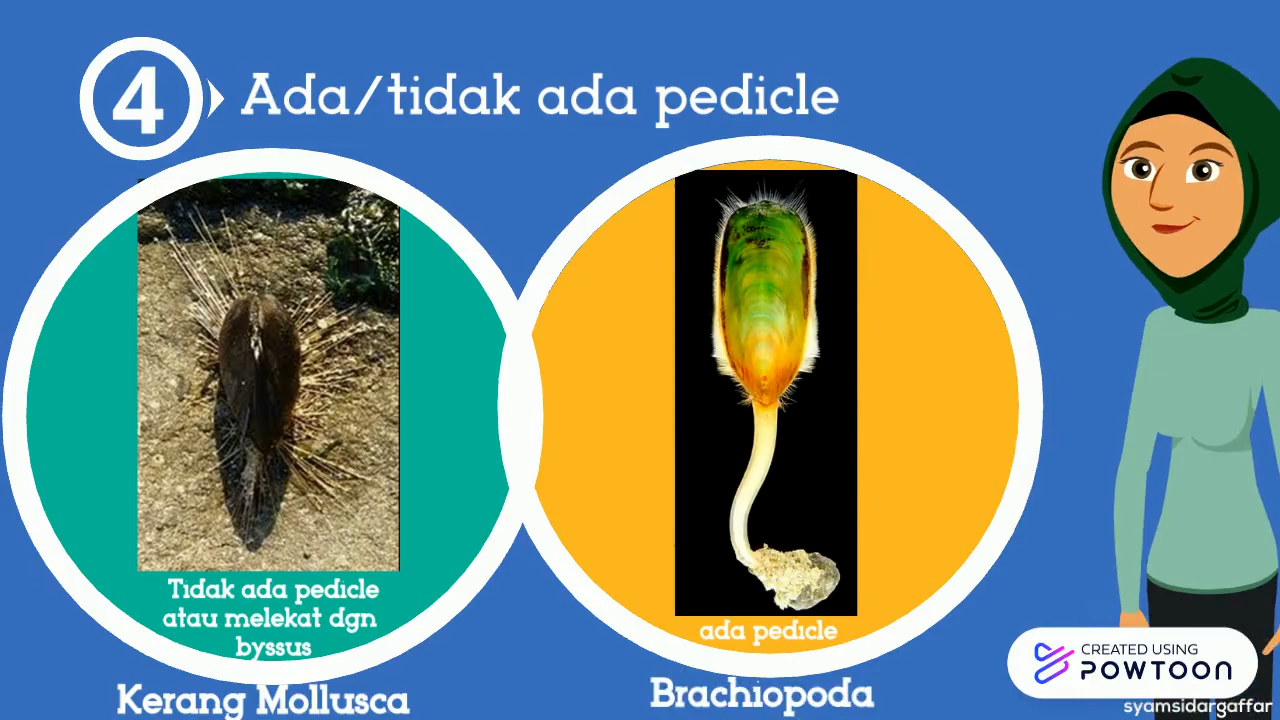 4
Ada/tidak ada pedicle
Tidak ada pedicle
atau melekat dgn
byssus
Kerang Mollusca
ada pedicle
Brachiopoda
CREATED USING
POWTOON
syamsidargaffar